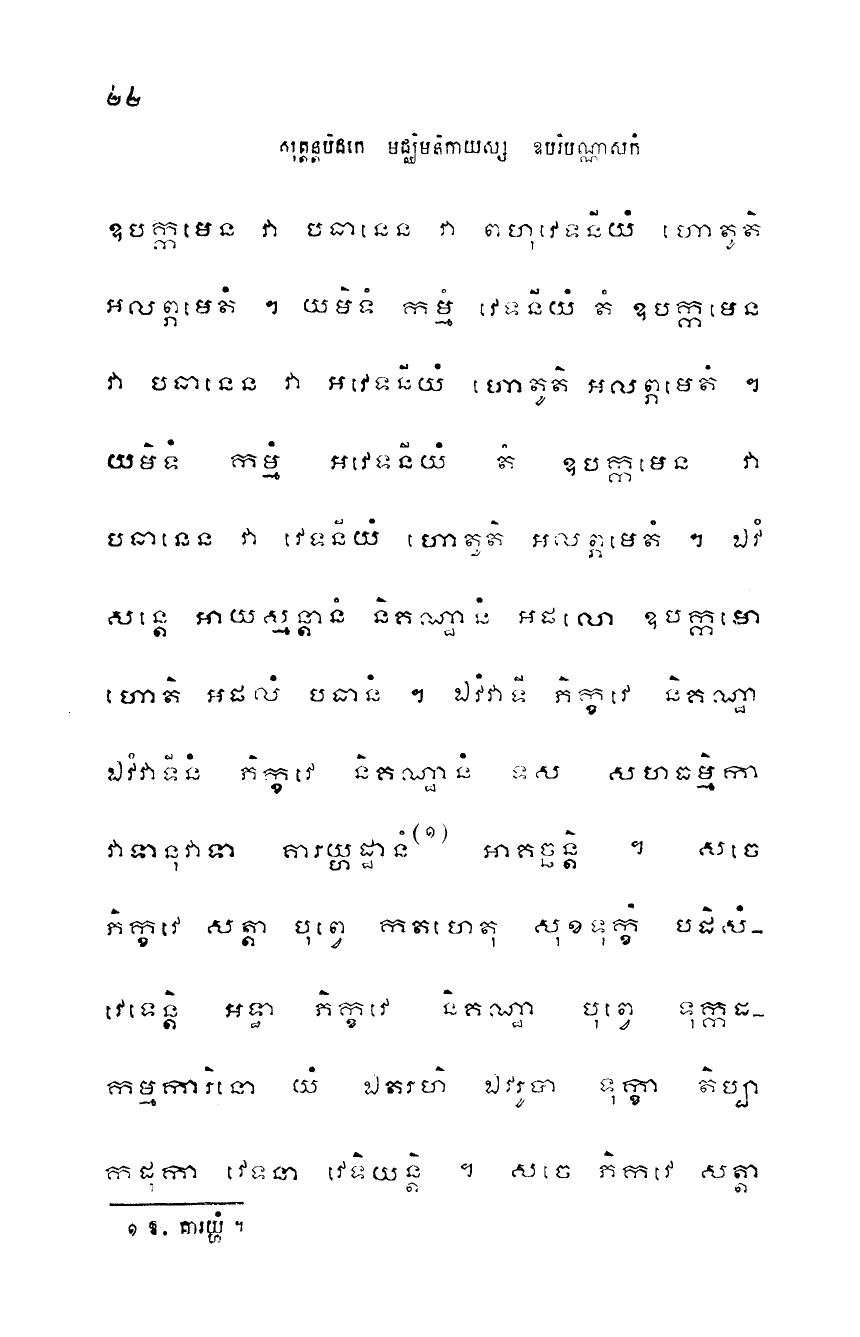 ២២
សុត្តន្តបិដកេ មជ្ឈិមនិកាយស្ស ឧបរិបណ្ណាសកំ
ឧបក្កមេន វា បធានេន វា ពហុវេទនីយំ ហោតូតិ
អលព្ភមេតំ ។ យមិទំ កម្មំ វេទនីយំ តំ ឧបក្កមេន
វា បធានេន វា អវេទនីយំ ហោតូតិ អលព្ភមេតំ ។
យមិទំ កម្មំ អវេទនីយំ តំ ឧបក្កមេន វា
បធានេន វា វេទនីយំ ហោតូតិ អលព្ភមេតំ ។ ឯវំ
សន្តេ អាយស្មន្តានំ និគណ្ឋានំ អផលោ ឧបក្កមោ
ហោតិ អផលំ បធានំ ។ ឯវំវាទី ភិក្ខវេ និគណ្ឋា
ឯវំវាទីនំ ភិក្ខវេ និគណ្ឋានំ ទស សហធម្មិកា
វាទានុវាទា គារយ្ហដ្ឋានំ(១) អាគច្ឆន្តិ ។ សចេ
ភិក្ខវេ សត្តា បុព្វេ កតហេតុ សុខទុក្ខំ បដិសំ-
វេទេន្តិ អទ្ធា ភិក្ខវេ និគណ្ឋា បុព្វេ ទុក្កដ-
កម្មការិនោ យំ ឯតរហិ ឯវរូបា ទុក្ខា តិប្បា
កដុកា វេទនា វេទិយន្តិ ។ សចេ ភិក្ខវេ សត្តា
១ ឱ. គារយ្ហំ ។